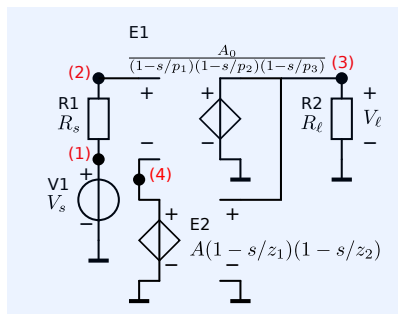 E1
A_0
(1-s/p_1)(1-s/p_2)(1-s/p_3)
(2)
(3)
+
+
+
R1
R_s
R2
R_ℓ
V_ℓ
−
−
−
(1)
(4)
+
V1
V_s
−
+
+
E2
A(1-s/z_1)(1-s/z_2)
−
−